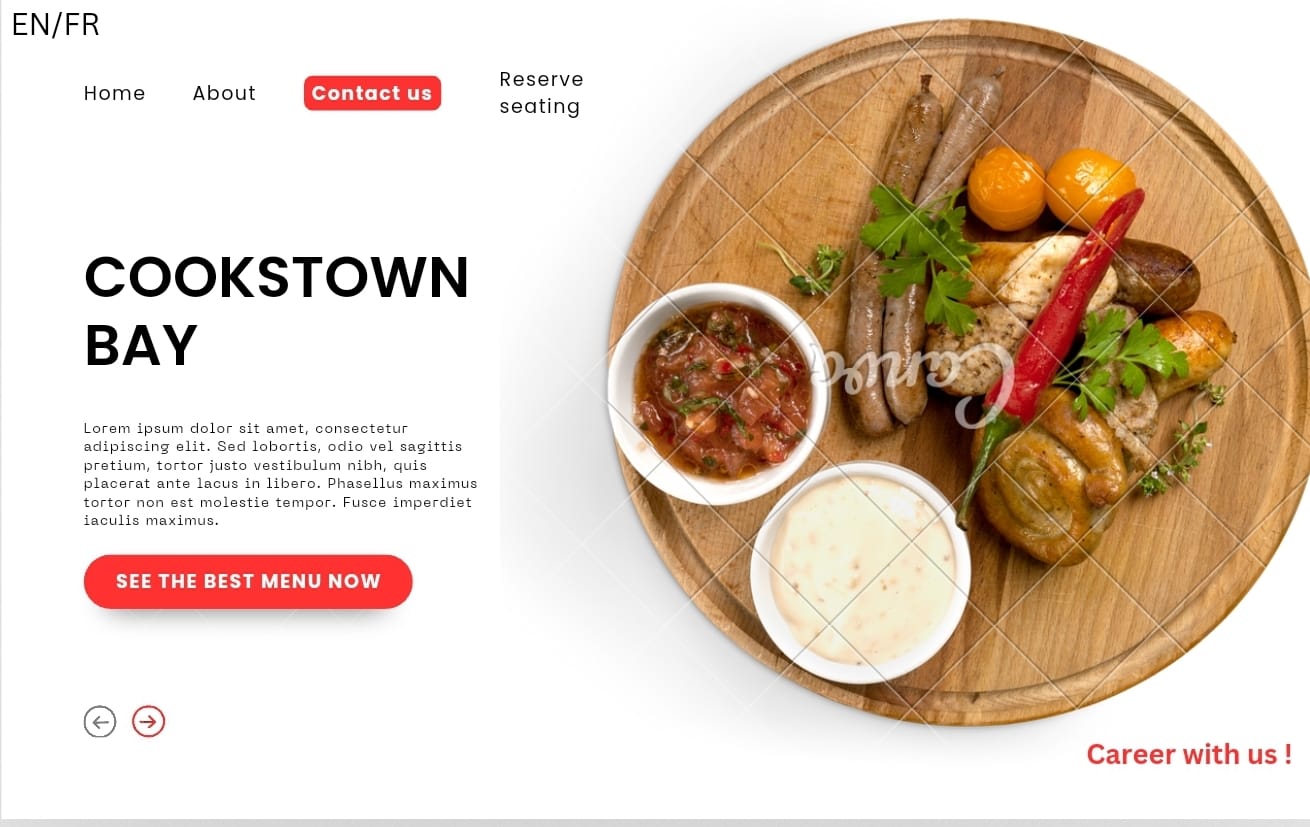 EN/FR
Home About Contact us Reserve
seating
COOKSTOWN
BAY
Lorem ipsum dolor sit amet, consectetur
adipiscing elit. Sed lobortis, odio vel sagittis
pretium, tortor justo vestibulum nibh, quis
placerat ante lacus in libero. Phasellus maximus
tortor non est molestie tempor. Fusce imperdiet
iaculis maximus.
SEE THE BEST MENU NOW
Canva
Career with us !